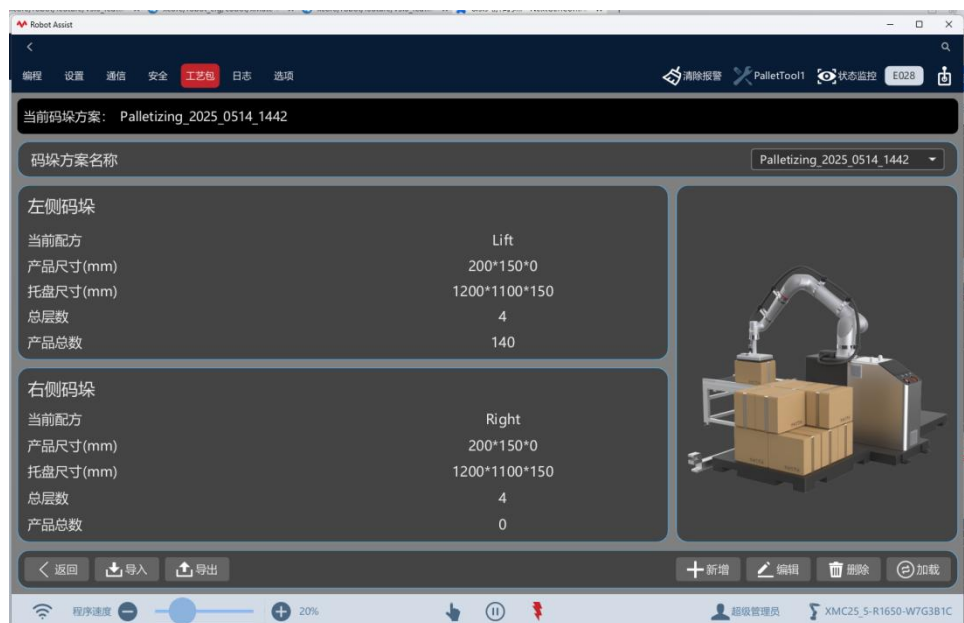 Robot Assist
编程 设置 通信 安全 工艺包 日志 选项 清除报警 PalletTool1 状态监控 E028
当前码垛方案: Palletizing_2025_0514_1442
码垛方案名称 Palletizing_2025_0514_1442
左侧码垛
当前配方 Lift
产品尺寸(mm) 200*150*0
托盘尺寸(mm) 1200*1100*150
总层数 4
产品总数 140
右侧码垛
当前配方 Right
产品尺寸(mm) 200*150*0
托盘尺寸(mm) 1200*1100*150
总层数 4
产品总数 0
返回 导入 导出 新增 编辑 删除 加载
程序速度 20% 超级管理员 XMC25_5-R1650-W7G3B1C